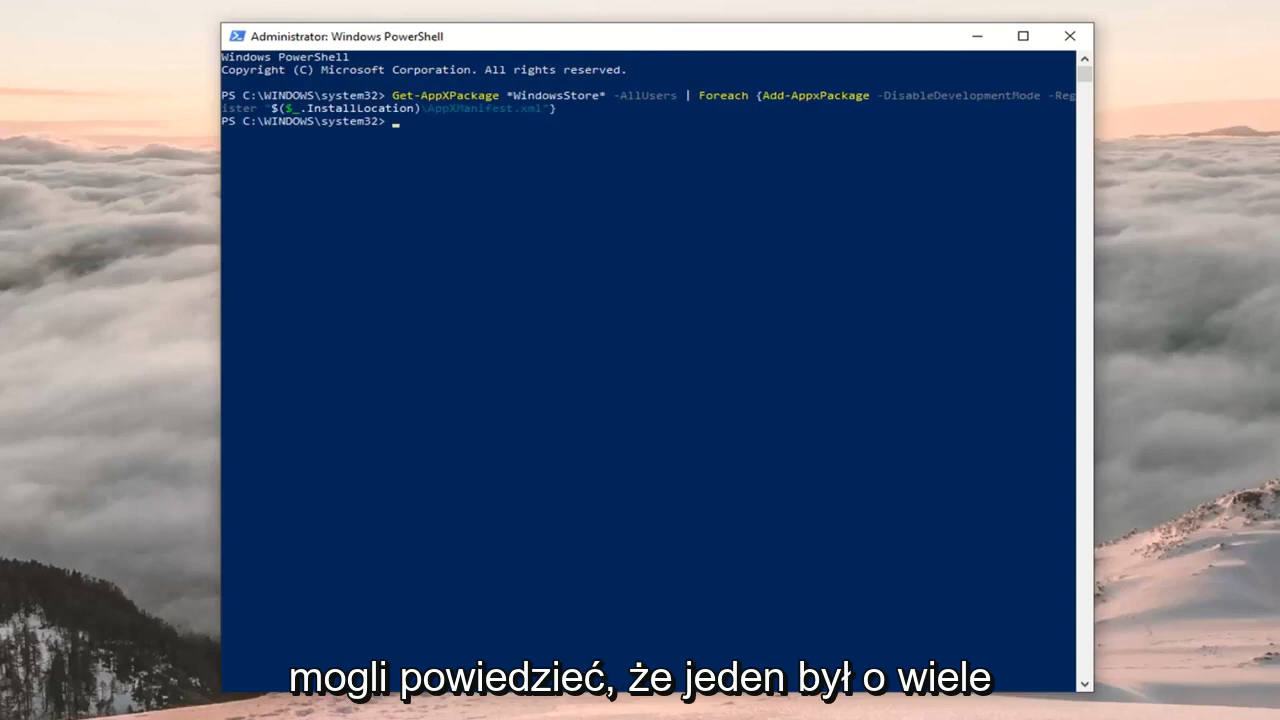 Administrator: Windows PowerShell
Windows PowerShell
Copyright (C) Microsoft Corporation. All rights reserved.
PS C:\WINDOWS\system32> Get-AppXPackage *WindowsStore* -AllUsers | Foreach {Add-AppxPackage -DisableDevelopmentMode -Reg
ister "$($_.InstallLocation)\AppXManifest.xml"}
PS C:\WINDOWS\system32>
mogli powiedzieć, że jeden był o wiele